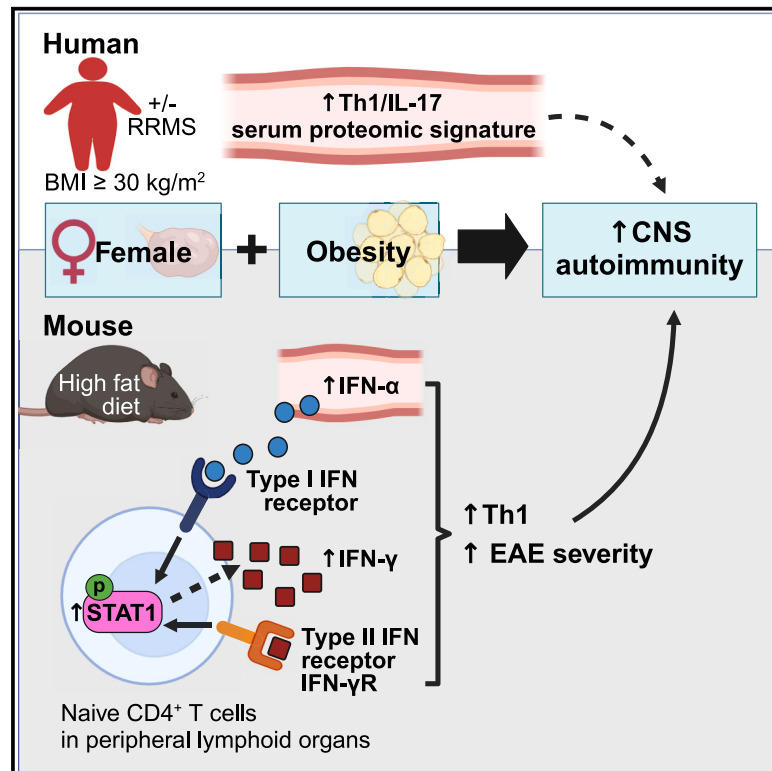 Human
+/-
RRMS
BMI ≥ 30 kg/m²
↑Th1/IL-17
serum proteomic signature
Female
+
Obesity
↑CNS
autoimmunity
Mouse
High fat
diet
↑IFN-α
Type I IFN
receptor
↑IFN-γ
p
↑STAT1
Type II IFN
receptor
IFN-γR
↑Th1
↑ EAE severity
Naive CD4⁺ T cells
in peripheral lymphoid organs